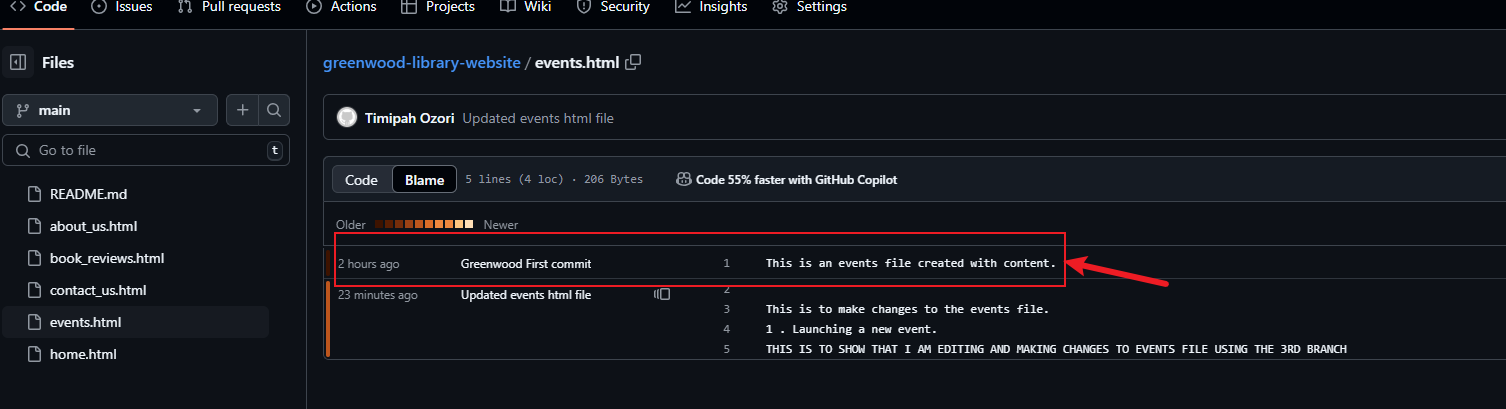 Code Issues Pull requests Actions Projects Wiki Security Insights Settings
Files
main
Go to file t
README.md
about_us.html
book_reviews.html
contact_us.html
events.html
home.html
greenwood-library-website / events.html
Timipah Ozori Updated events html file
Code Blame 5 lines (4 loc) · 206 Bytes Code 55% faster with GitHub Copilot
Older Newer
2 hours ago Greenwood First commit 1 This is an events file created with content.
23 minutes ago Updated events html file 2
3 This is to make changes to the events file.
4 1 . Launching a new event.
5 THIS IS TO SHOW THAT I AM EDITING AND MAKING CHANGES TO EVENTS FILE USING THE 3RD BRANCH